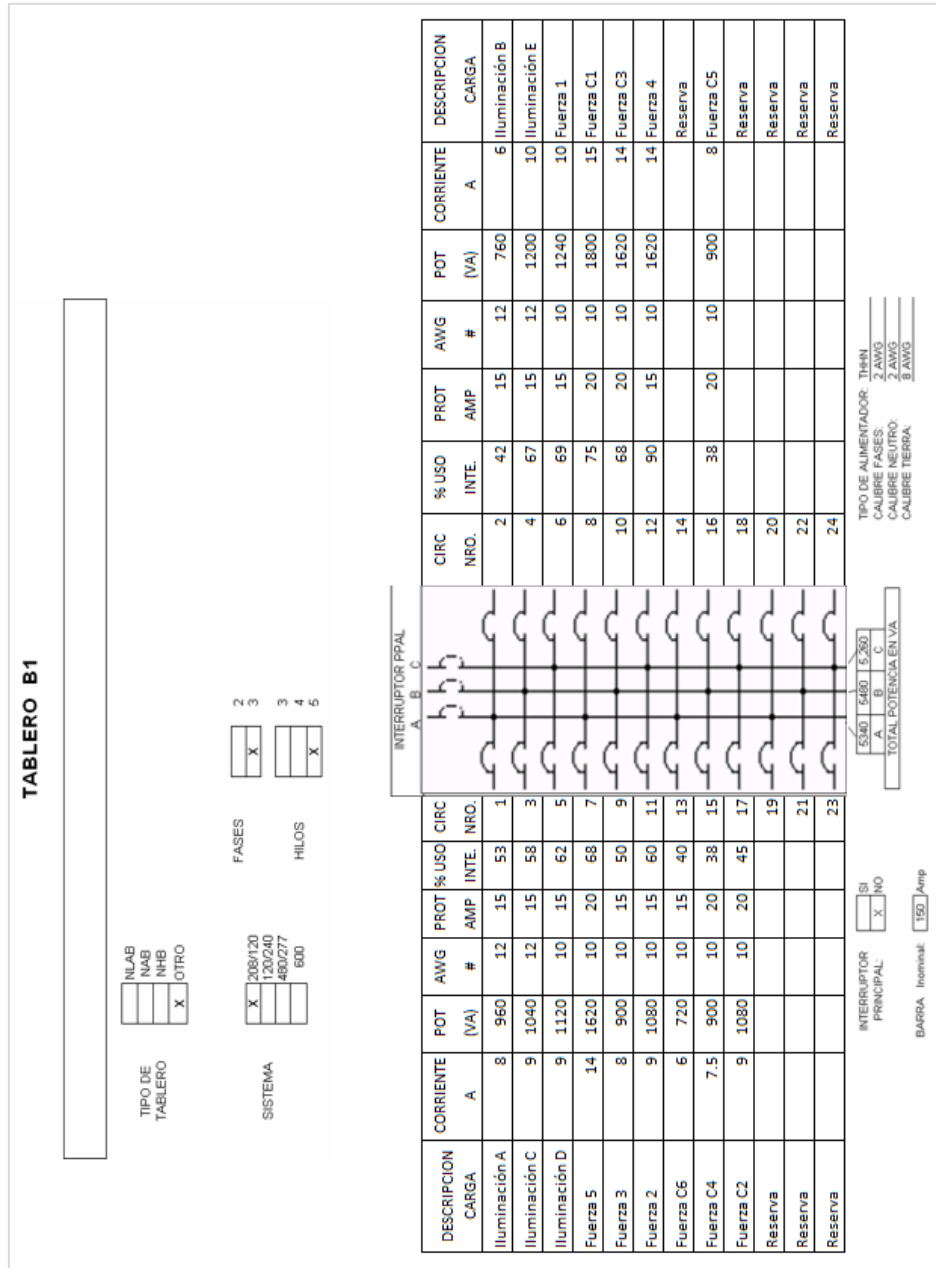 TABLERO B1
TIPO DE TABLERO
NLAB
NAB
NHB
X OTRO
SISTEMA
X 208/120
120/240
480/277
600
FASES
2
X 3
HILOS
3
4
X 5
INTERRUPTOR PPAL
A B C
DESCRIPCION CARGA CORRIENTE A POT (VA) AWG # PROT AMP % USO INTE. CIRC NRO. CIRC NRO. % USO INTE. PROT AMP AWG # POT (VA) CORRIENTE A DESCRIPCION CARGA
Iluminación A 8 960 12 15 53 1 2 42 15 12 760 6 Iluminación B
Iluminación C 9 1040 12 15 58 3 4 67 15 12 1200 10 Iluminación E
Iluminación D 9 1120 10 15 62 5 6 69 15 10 1240 10 Fuerza 1
Fuerza 5 14 1620 10 20 68 7 8 75 20 10 1800 15 Fuerza C1
Fuerza 3 8 900 10 15 50 9 10 68 20 10 1620 14 Fuerza C3
Fuerza 2 9 1080 10 15 60 11 12 90 15 10 1620 14 Fuerza 4
Fuerza C6 6 720 10 15 40 13 14 Reserva
Fuerza C4 7.5 900 10 20 38 15 16 38 20 10 900 8 Fuerza C5
Fuerza C2 9 1080 10 20 45 17 18 Reserva
Reserva 19 20 Reserva
Reserva 21 22 Reserva
Reserva 23 24 Reserva
INTERRUPTOR PRINCIPAL:
SI
X NO
BARRA Inominal: 150 Amp
5340 5480 5,260
A B C
TOTAL POTENCIA EN VA
TIPO DE ALIMENTADOR: THHN
CALIBRE FASES: 2 AWG
CALIBRE NEUTRO: 2 AWG
CALIBRE TIERRA: 8 AWG